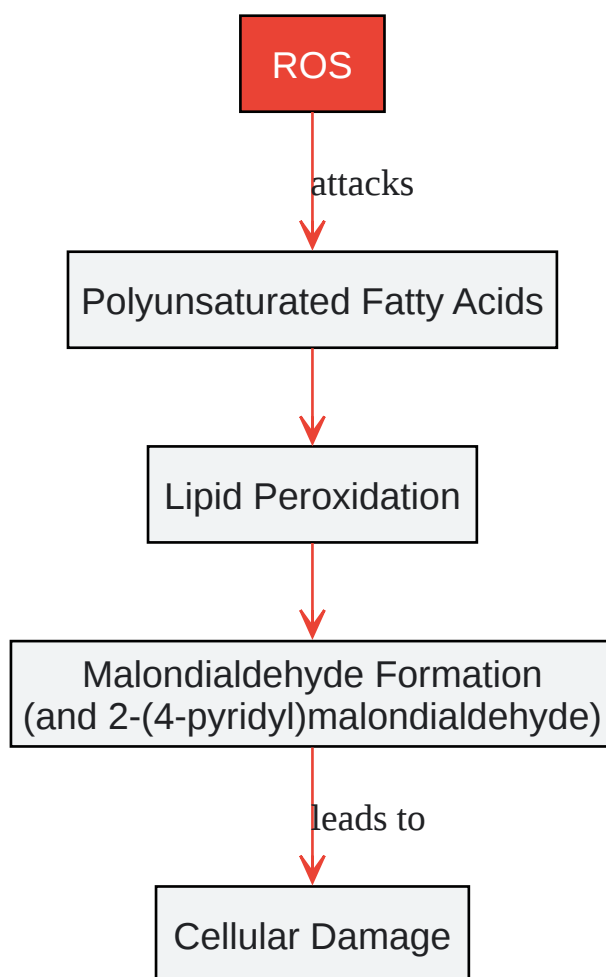 ROS
attacks
Polyunsaturated Fatty Acids
Lipid Peroxidation
Malondialdehyde Formation
(and 2-(4-pyridyl)malondialdehyde)
leads to
Cellular Damage